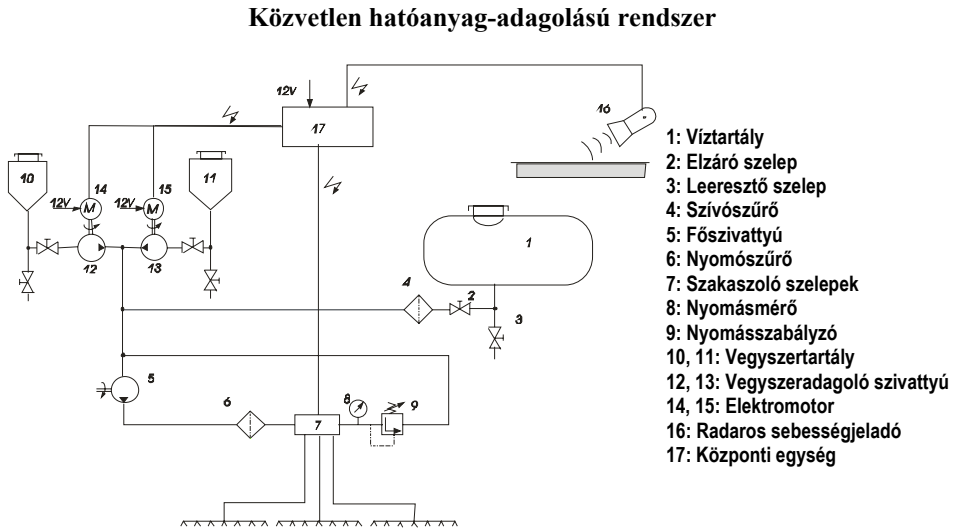 Közvetlen hatóanyag-adagolású rendszer
12V
17
16
10
14
15
11
12V
M
12V
M
12
13
1
4
2
3
5
6
7
8
9
1: Víztartály
2: Elzáró szelep
3: Leeresztő szelep
4: Szívószűrő
5: Főszivattyú
6: Nyomószűrő
7: Szakaszoló szelepek
8: Nyomásmérő
9: Nyomásszabályzó
10, 11: Vegyszertartály
12, 13: Vegyszeradagoló szivattyú
14, 15: Elektromotor
16: Radaros sebességjeladó
17: Központi egység